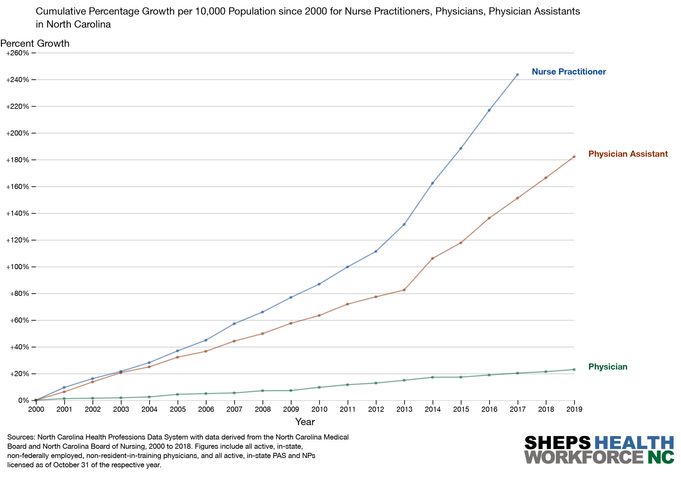 Cumulative Percentage Growth per 10,000 Population since 2000 for Nurse Practitioners, Physicians, Physician Assistants
in North Carolina
Percent Growth
+260%
+240%
+220%
+200%
+180%
+160%
+140%
+120%
+100%
+80%
+60%
+40%
+20%
0%
Nurse Practitioner
Physician Assistant
Physician
2000 2001 2002 2003 2004 2005 2006 2007 2008 2009 2010 2011 2012 2013 2014 2015 2016 2017 2018 2019
Year
Sources: North Carolina Health Professions Data System with data derived from the North Carolina Medical
Board and North Carolina Board of Nursing, 2000 to 2018. Figures include all active, in-state,
non-federally employed, non-resident-in-training physicians, and all active, in-state PAS and NPs
licensed as of October 31 of the respective year.
SHEPS HEALTH
WORKFORCE NC